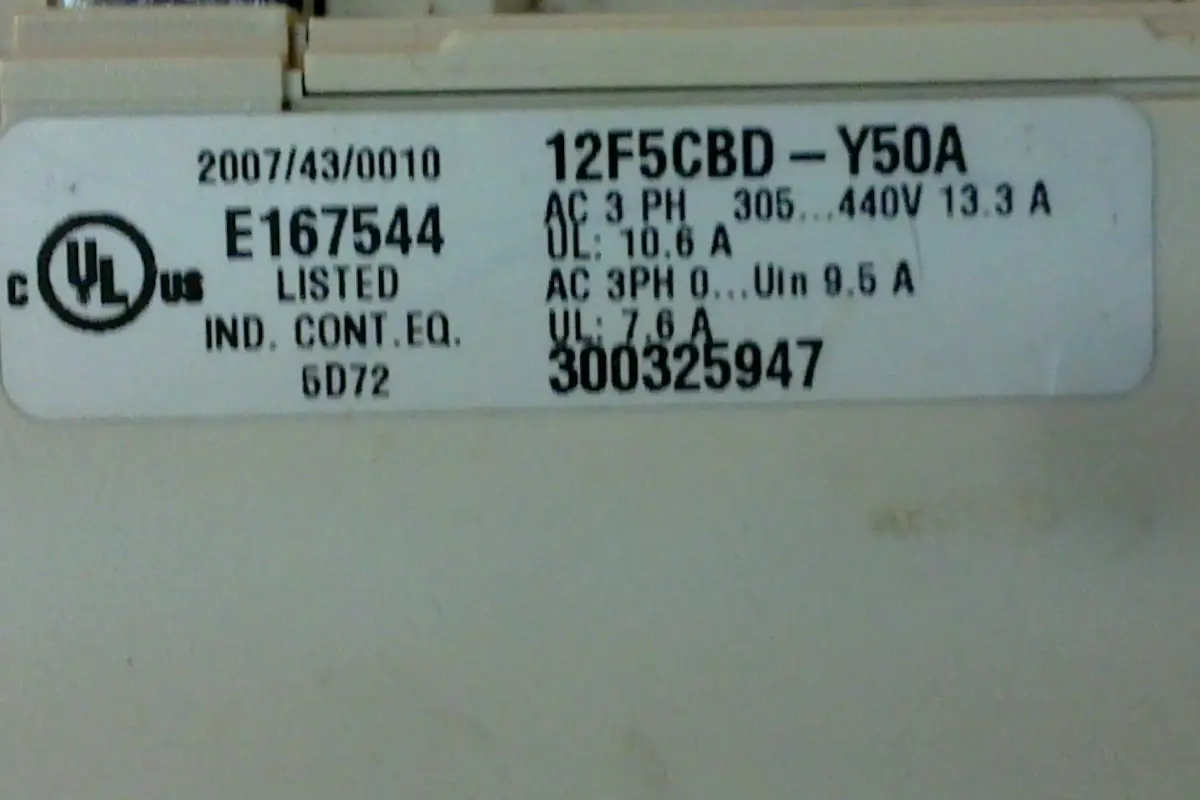 2007/43/0010
E167544
C UL US
LISTED
IND. CONT.EQ.
5D72
12F5CBD-Y50A
AC 3 PH 305...440V 13.3 A
UL: 10.6 A
AC 3PH 0...Uin 9.5 A
UL: 7.6 A
300325947